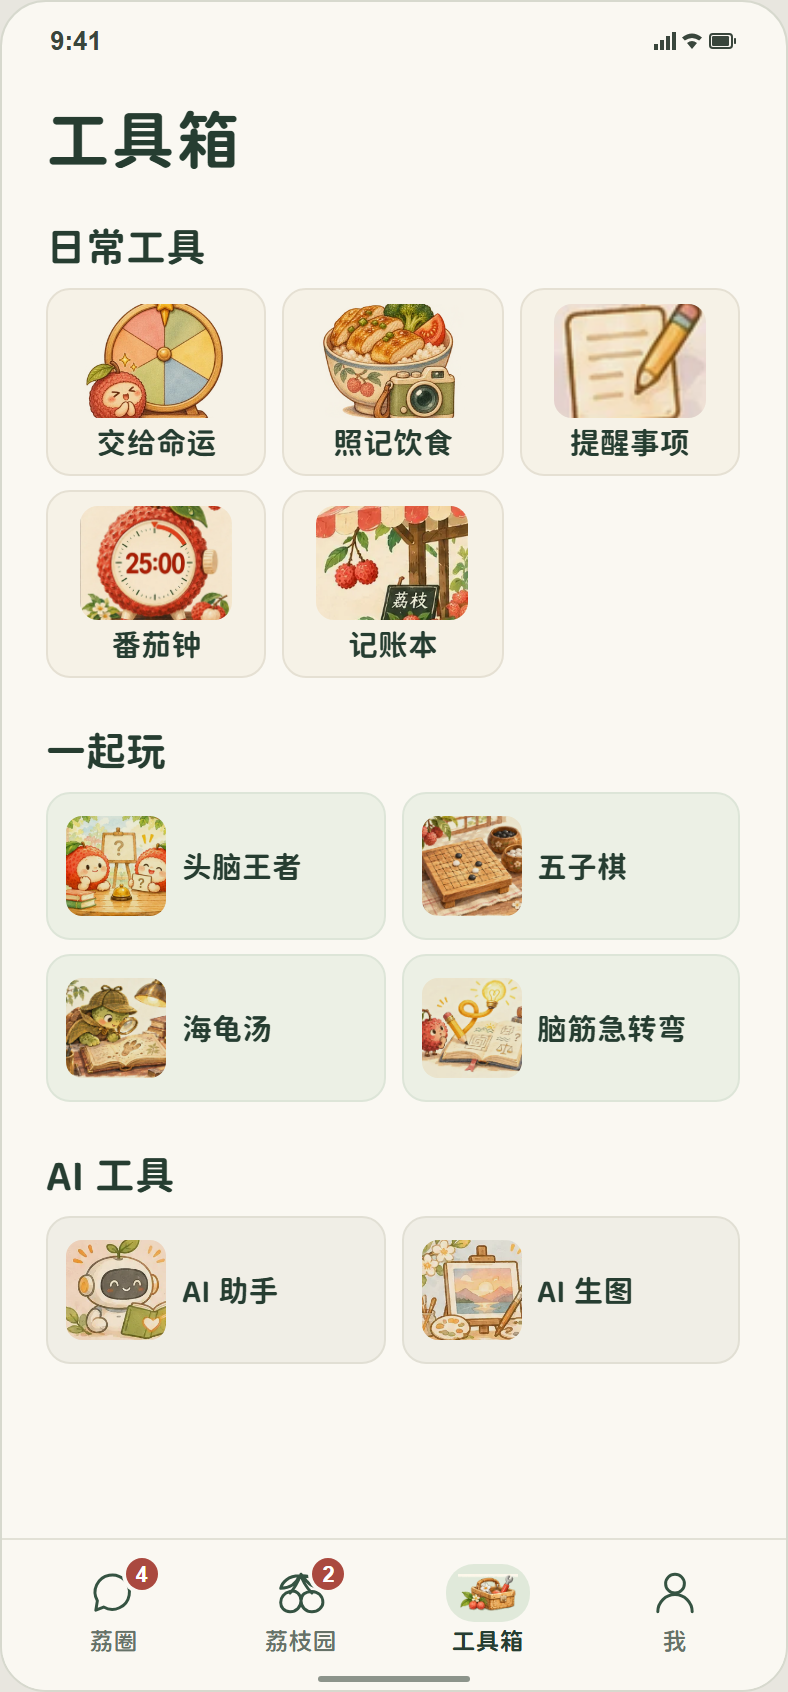 9:41
工具箱
日常工具
交给命运
照记饮食
提醒事项
25:00
荔枝
番茄钟
记账本
一起玩
?
?
头脑王者
五子棋
海龟汤
脑筋急转弯
AI 工具
AI 助手
AI 生图
4
2
荔圈
荔枝园
工具箱
我